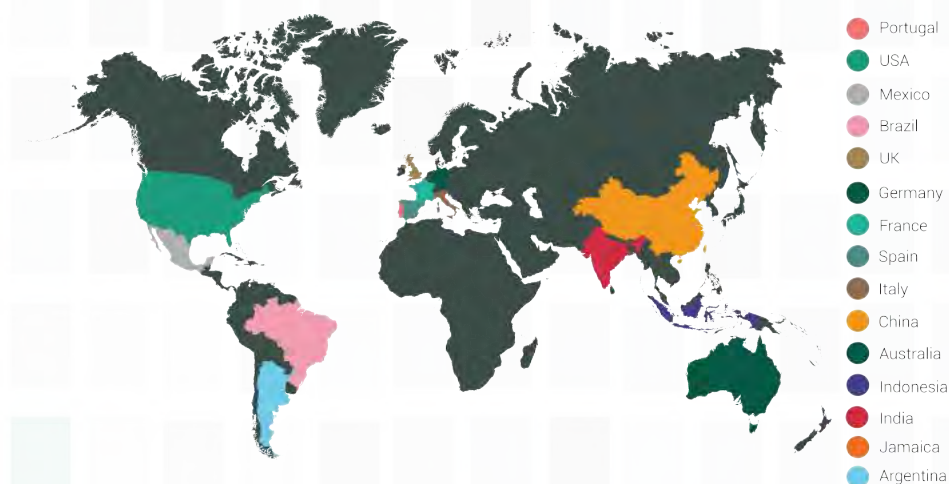 Portugal
USA
Mexico
Brazil
UK
Germany
France
Spain
Italy
China
Australia
Indonesia
India
Jamaica
Argentina